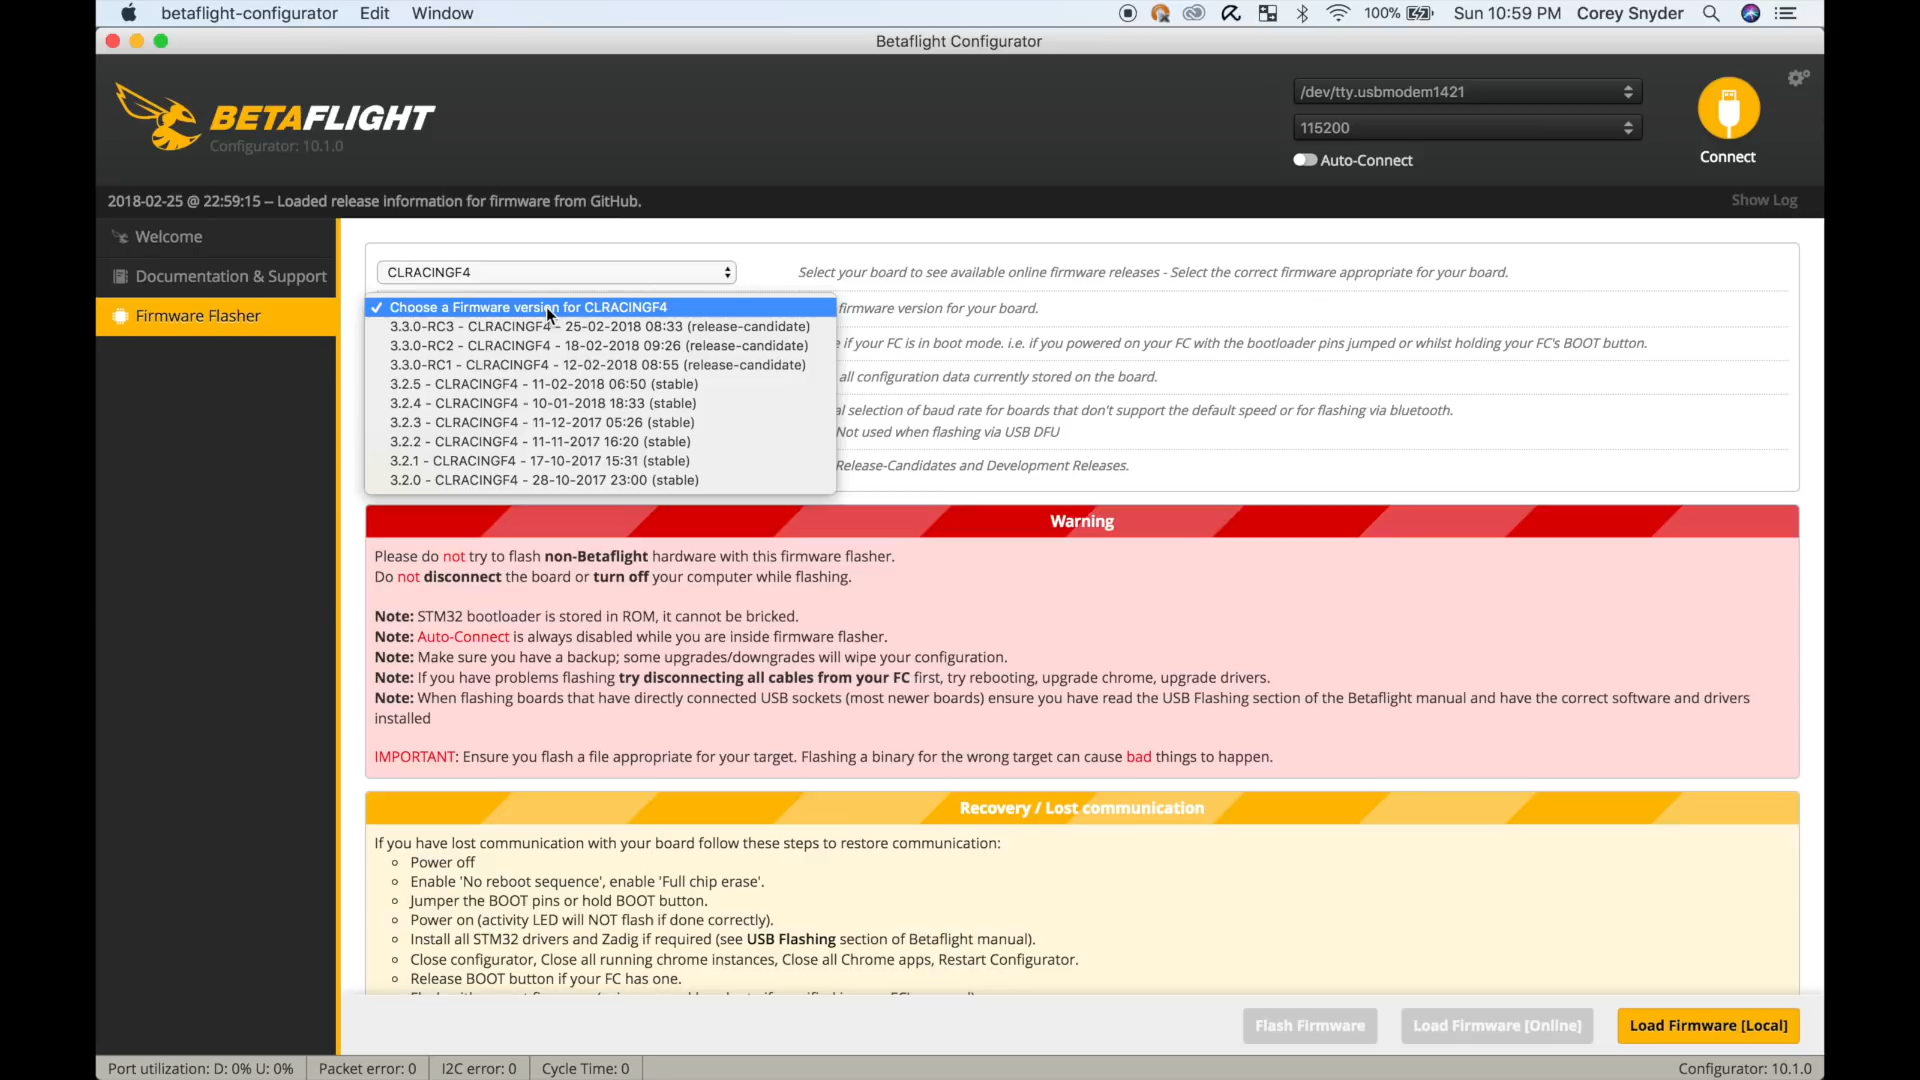 betaflight-configurator Edit Window
100% Sun 10:59 PM Corey Snyder
Betaflight Configurator
/dev/tty.usbmodem1421
BETAFLIGHT
115200
Configurator: 10.1.0
Auto-Connect
Connect
2018-02-25 @ 22:59:15 -- Loaded release information for firmware from GitHub.
Show Log
Welcome
Documentation & Support
Firmware Flasher
CLRACINGF4
Select your board to see available online firmware releases - Select the correct firmware appropriate for your board.
Choose a Firmware version for CLRACINGF4
firmware version for your board.
3.3.0-RC3 - CLRACINGF4 - 25-02-2018 08:33 (release-candidate)
3.3.0-RC2 - CLRACINGF4 - 18-02-2018 09:26 (release-candidate)
if your FC is in boot mode. i.e. if you powered on your FC with the bootloader pins jumped or whilst holding your FC's BOOT button.
3.3.0-RC1 - CLRACINGF4 - 12-02-2018 08:55 (release-candidate)
all configuration data currently stored on the board.
3.2.5 - CLRACINGF4 - 11-02-2018 06:50 (stable)
3.2.4 - CLRACINGF4 - 10-01-2018 18:33 (stable)
selection of baud rate for boards that don't support the default speed or for flashing via bluetooth.
3.2.3 - CLRACINGF4 - 11-12-2017 05:26 (stable)
Not used when flashing via USB DFU
3.2.2 - CLRACINGF4 - 11-11-2017 16:20 (stable)
3.2.1 - CLRACINGF4 - 17-10-2017 15:31 (stable)
Release-Candidates and Development Releases.
3.2.0 - CLRACINGF4 - 28-10-2017 23:00 (stable)
Warning
Please do not try to flash non-Betaflight hardware with this firmware flasher.
Do not disconnect the board or turn off your computer while flashing.
Note: STM32 bootloader is stored in ROM, it cannot be bricked.
Note: Auto-Connect is always disabled while you are inside firmware flasher.
Note: Make sure you have a backup; some upgrades/downgrades will wipe your configuration.
Note: If you have problems flashing try disconnecting all cables from your FC first, try rebooting, upgrade chrome, upgrade drivers.
Note: When flashing boards that have directly connected USB sockets (most newer boards) ensure you have read the USB Flashing section of the Betaflight manual and have the correct software and drivers
installed
IMPORTANT: Ensure you flash a file appropriate for your target. Flashing a binary for the wrong target can cause bad things to happen.
Recovery / Lost communication
If you have lost communication with your board follow these steps to restore communication:
Power off
Enable 'No reboot sequence', enable 'Full chip erase'.
Jumper the BOOT pins or hold BOOT button.
Power on (activity LED will NOT flash if done correctly).
Install all STM32 drivers and Zadig if required (see USB Flashing section of Betaflight manual).
Close configurator, Close all running chrome instances, Close all Chrome apps, Restart Configurator.
Release BOOT button if your FC has one.
Flash Firmware
Load Firmware [Online]
Load Firmware [Local]
Port utilization: D: 0% U: 0%
Packet error: 0
I2C error: 0
Cycle Time: 0
Configurator: 10.1.0